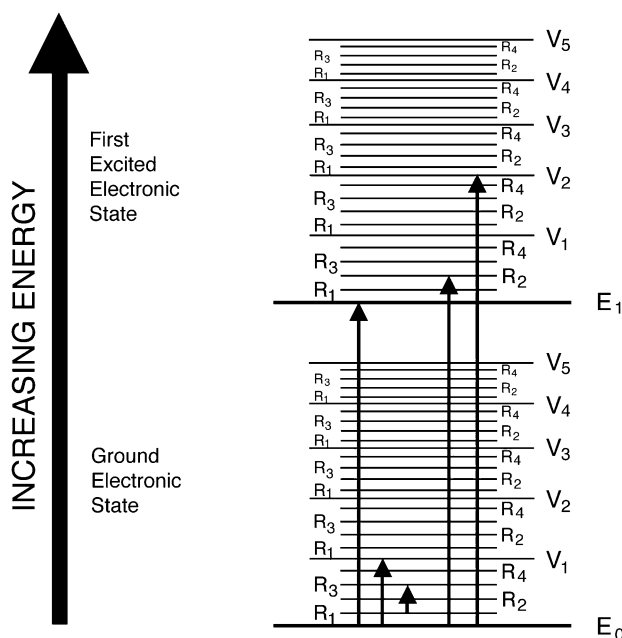 INCREASING ENERGY
First
Excited
Electronic
State
V5
R4
R3
R2
R1
V4
R4
R3
R2
R1
V3
R4
R3
R2
R1
V2
R4
R3
R2
R1
V1
R4
R3
R2
R1
E1
Ground
Electronic
State
V5
R4
R3
R2
R1
V4
R4
R3
R2
R1
V3
R4
R3
R2
R1
V2
R4
R3
R2
R1
V1
R4
R3
R2
R1
E0